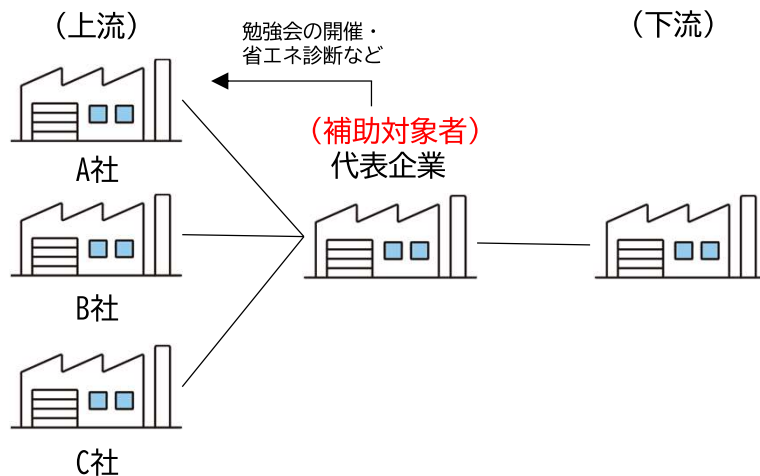 （上流）
勉強会の開催・
省エネ診断など
（下流）
（補助対象者）
代表企業
A社
B社
C社